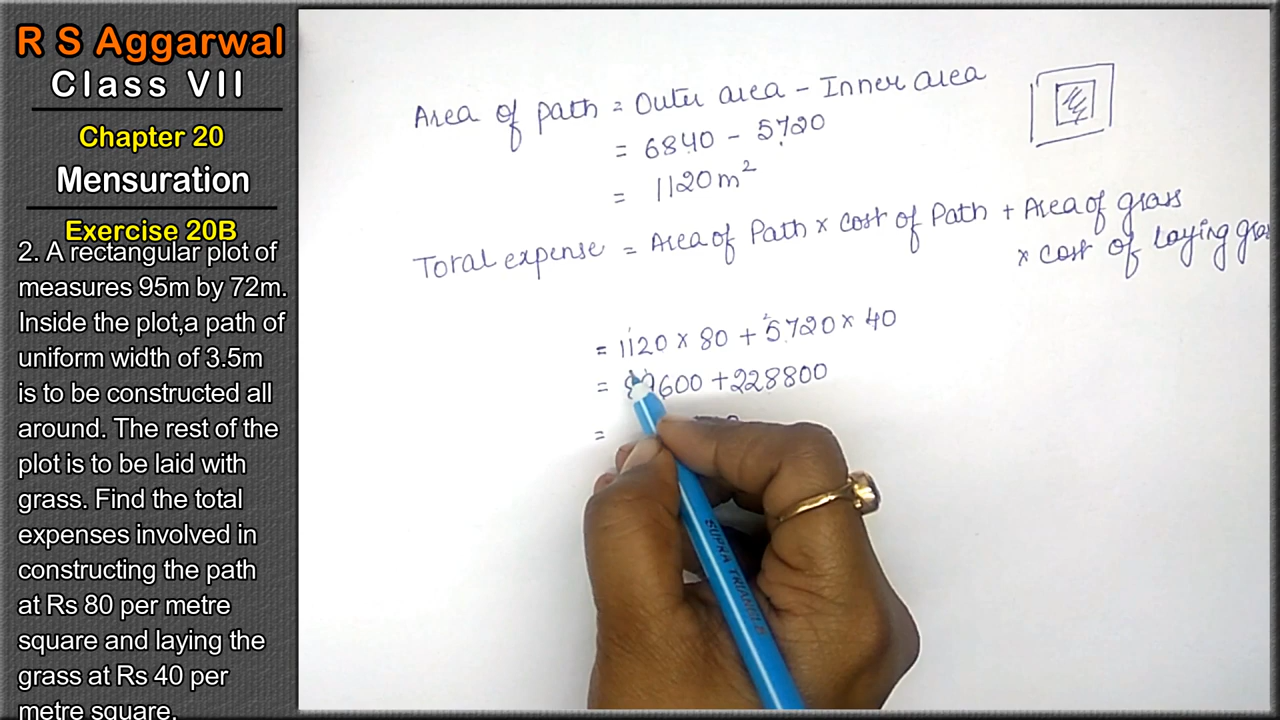 R S Aggarwal
Class VII
Chapter 20
Mensuration
Exercise 20B
2. A rectangular plot of
measures 95m by 72m.
Inside the plot,a path of
uniform width of 3.5m
is to be constructed all
around. The rest of the
plot is to be laid with
grass. Find the total
expenses involved in
constructing the path
at Rs 80 per metre
square and laying the
grass at Rs 40 per
metre square.
Area of path = Outer area - Inner area
= 6840 - 5720
= 1120 m²
Total expense = Area of Path × cost of Path + Area of grass
× cost of laying gras
= 1120 × 80 + 5720 × 40
= 89600 + 228800
=
SUPRA TRIANGLE